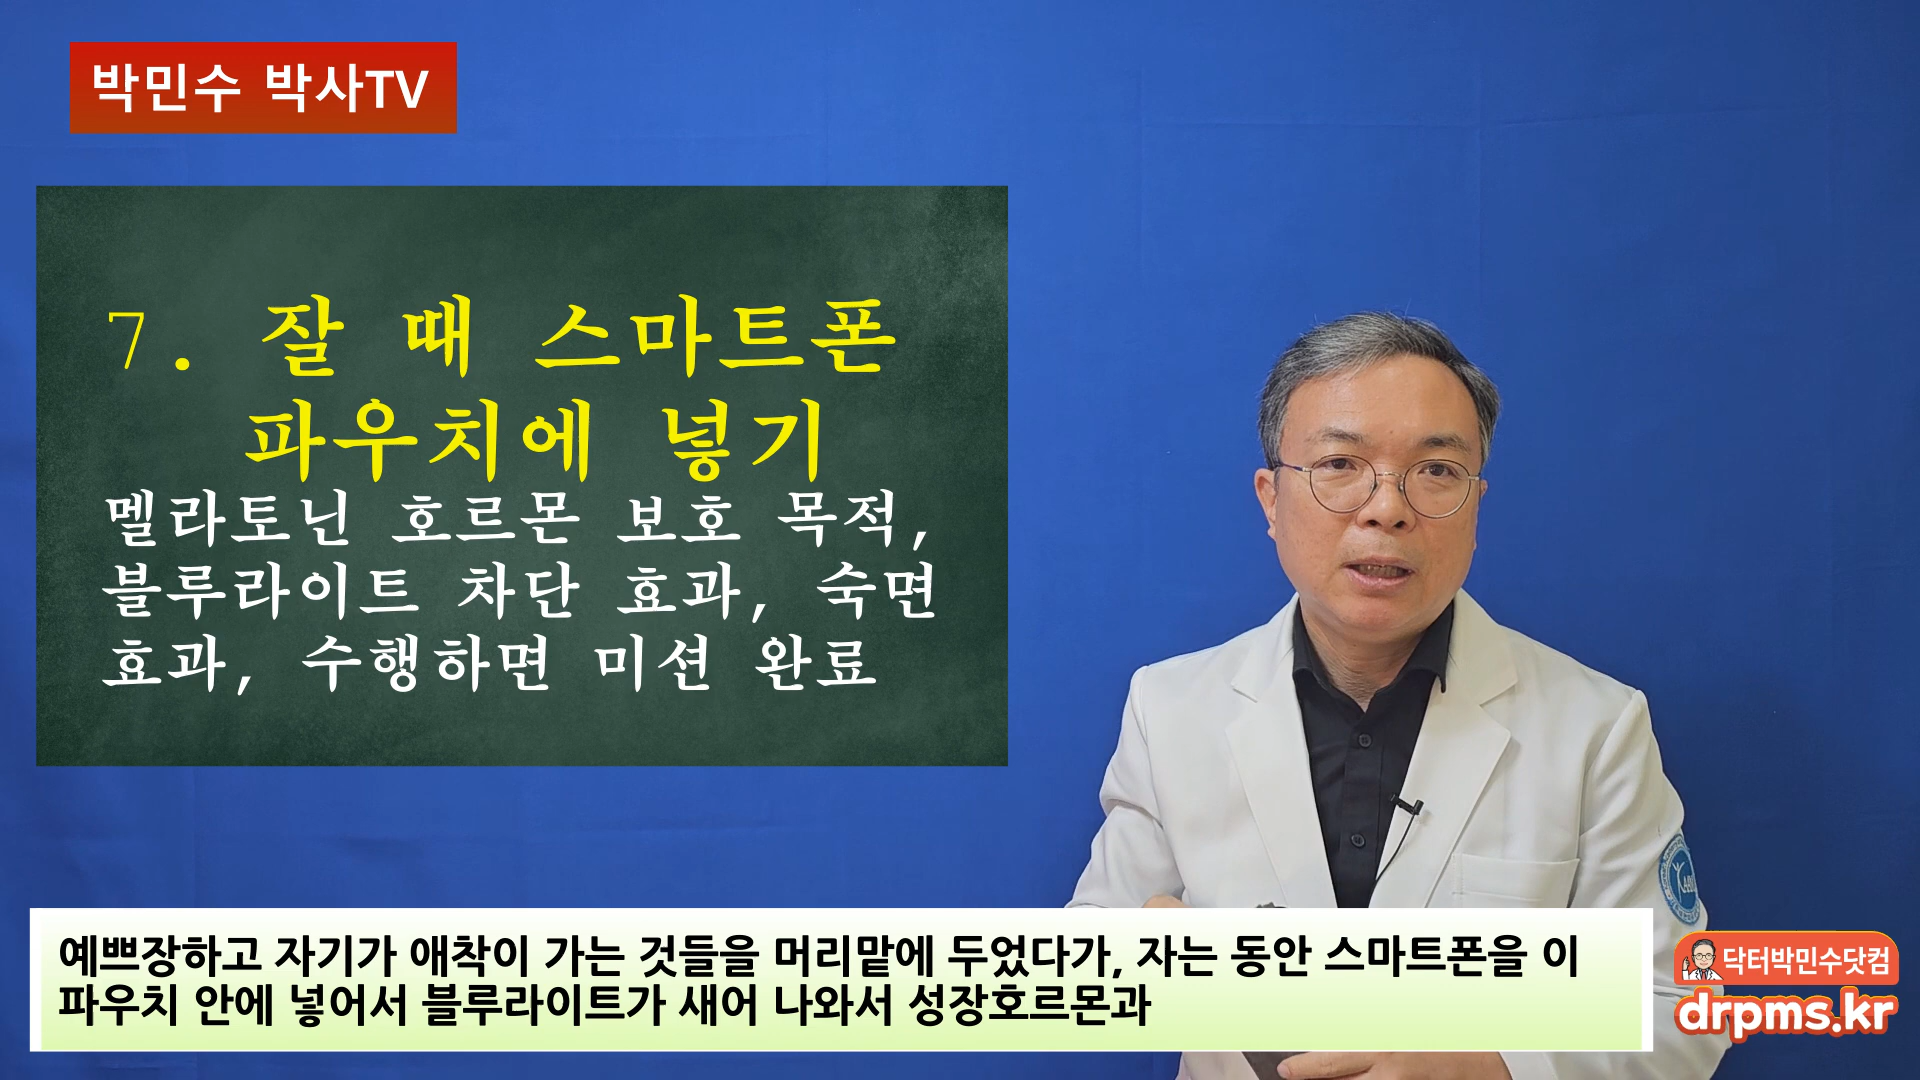 박민수 박사TV
7. 잘 때 스마트폰
파우치에 넣기
멜라토닌 호르몬 보호 목적,
블루라이트 차단 효과, 숙면
효과, 수행하면 미션 완료
예쁘장하고 자기가 애착이 가는 것들을 머리맡에 두었다가, 자는 동안 스마트폰을 이
파우치 안에 넣어서 블루라이트가 새어 나와서 성장호르몬과
닥터박민수닷컴
drpms.kr